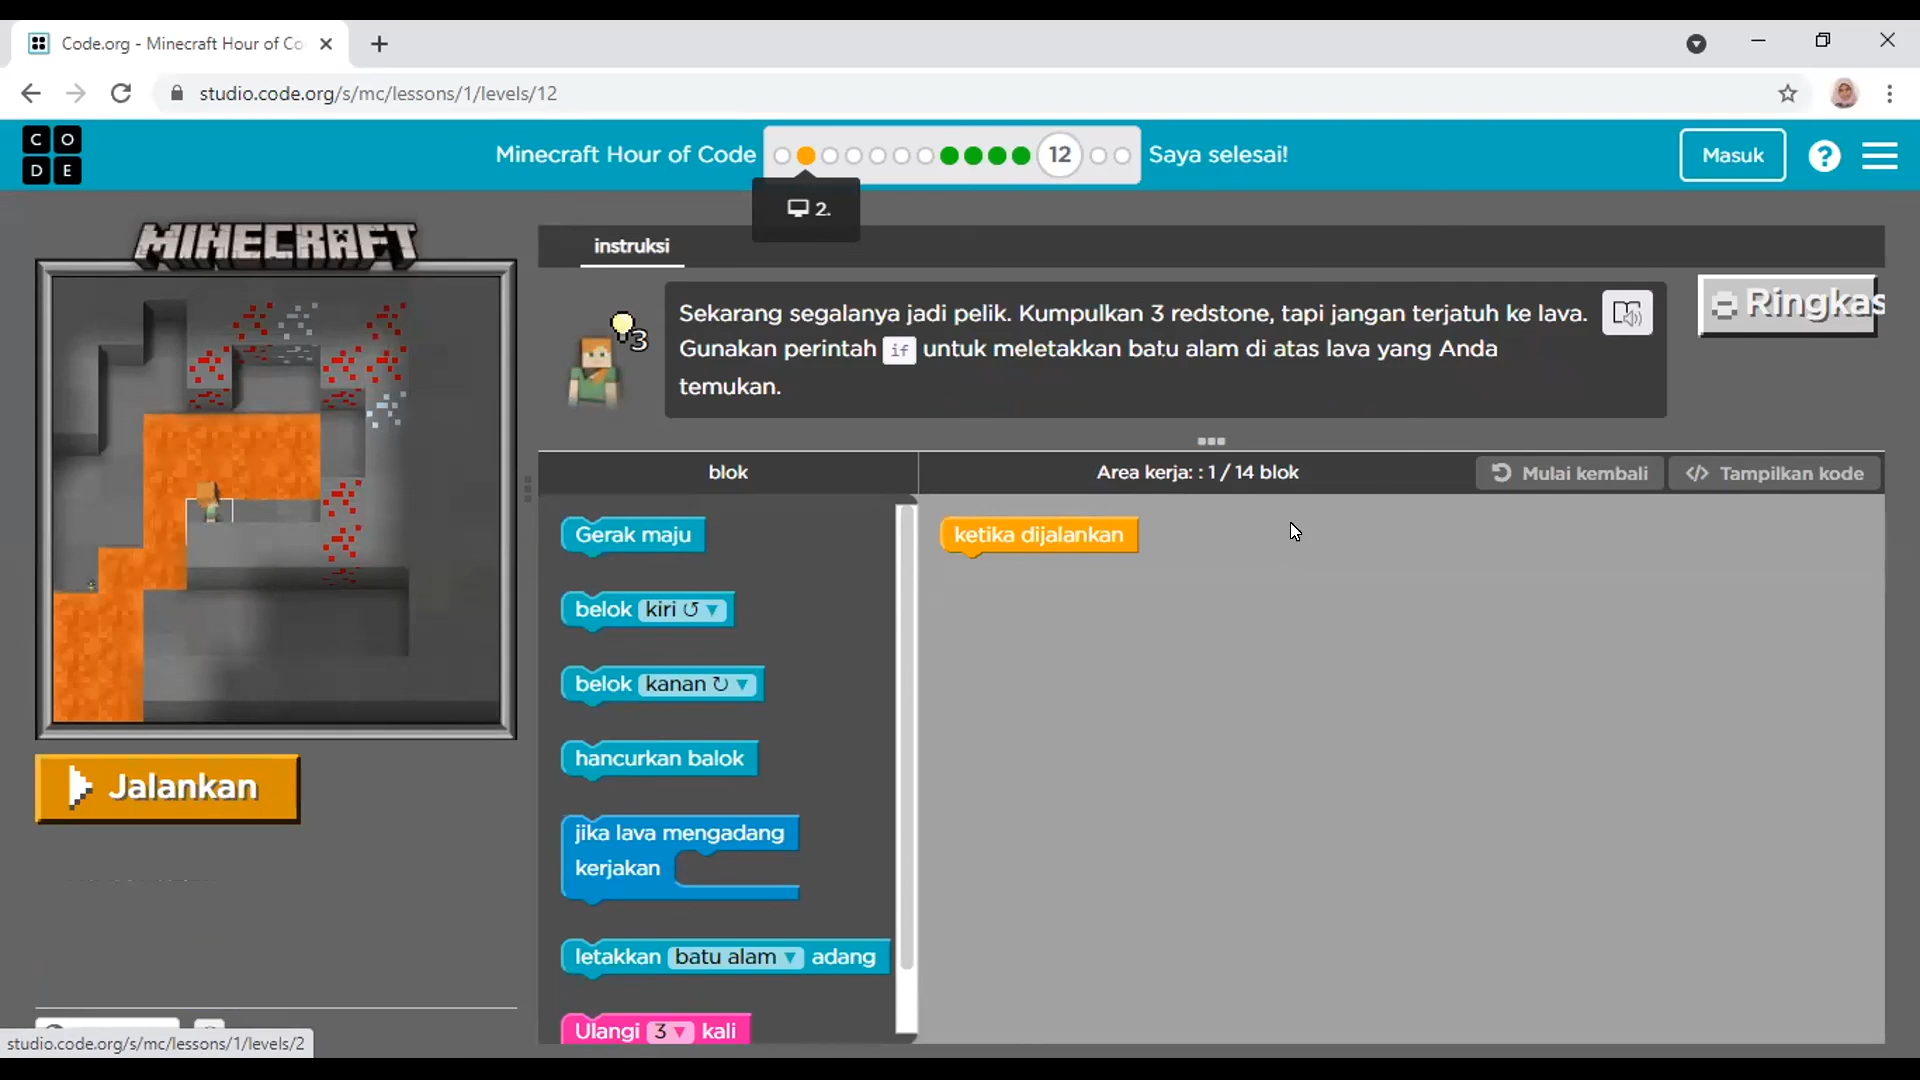 Code.org - Minecraft Hour of Co
studio.code.org/s/mc/lessons/1/levels/12
C O
D E
Minecraft Hour of Code
12
Saya selesai!
Masuk
?
2.
MINECRAFT
instruksi
3
Sekarang segalanya jadi pelik. Kumpulkan 3 redstone, tapi jangan terjatuh ke lava.
Gunakan perintah if untuk meletakkan batu alam di atas lava yang Anda
temukan.
Ringkas
blok
Area kerja: : 1 / 14 blok
Mulai kembali
</> Tampilkan kode
Gerak maju
belok kiri ↺ ▼
belok kanan ↻ ▼
hancurkan balok
jika lava mengadang
kerjakan
letakkan batu alam ▼ adang
Ulangi 3 ▼ kali
ketika dijalankan
Jalankan
studio.code.org/s/mc/lessons/1/levels/2